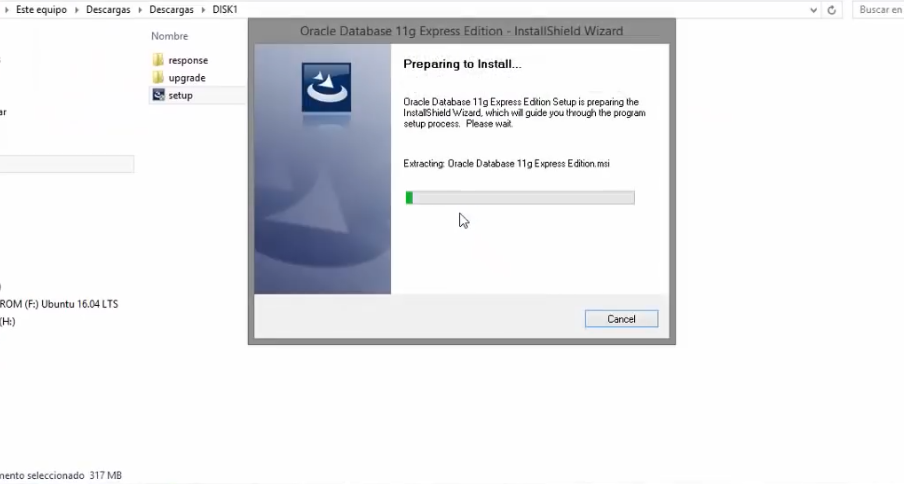 Este equipo › Descargas › Descargas › DISK1
Buscar en
Nombre
response
upgrade
setup
ROM (F:) Ubuntu 16.04 LTS
(H:)
317 MB
Oracle Database 11g Express Edition - InstallShield Wizard
Preparing to Install...
Oracle Database 11g Express Edition Setup is preparing the
InstallShield Wizard, which will guide you through the program
setup process. Please wait.
Extracting: Oracle Database 11g Express Edition.msi
Cancel
mento seleccionado